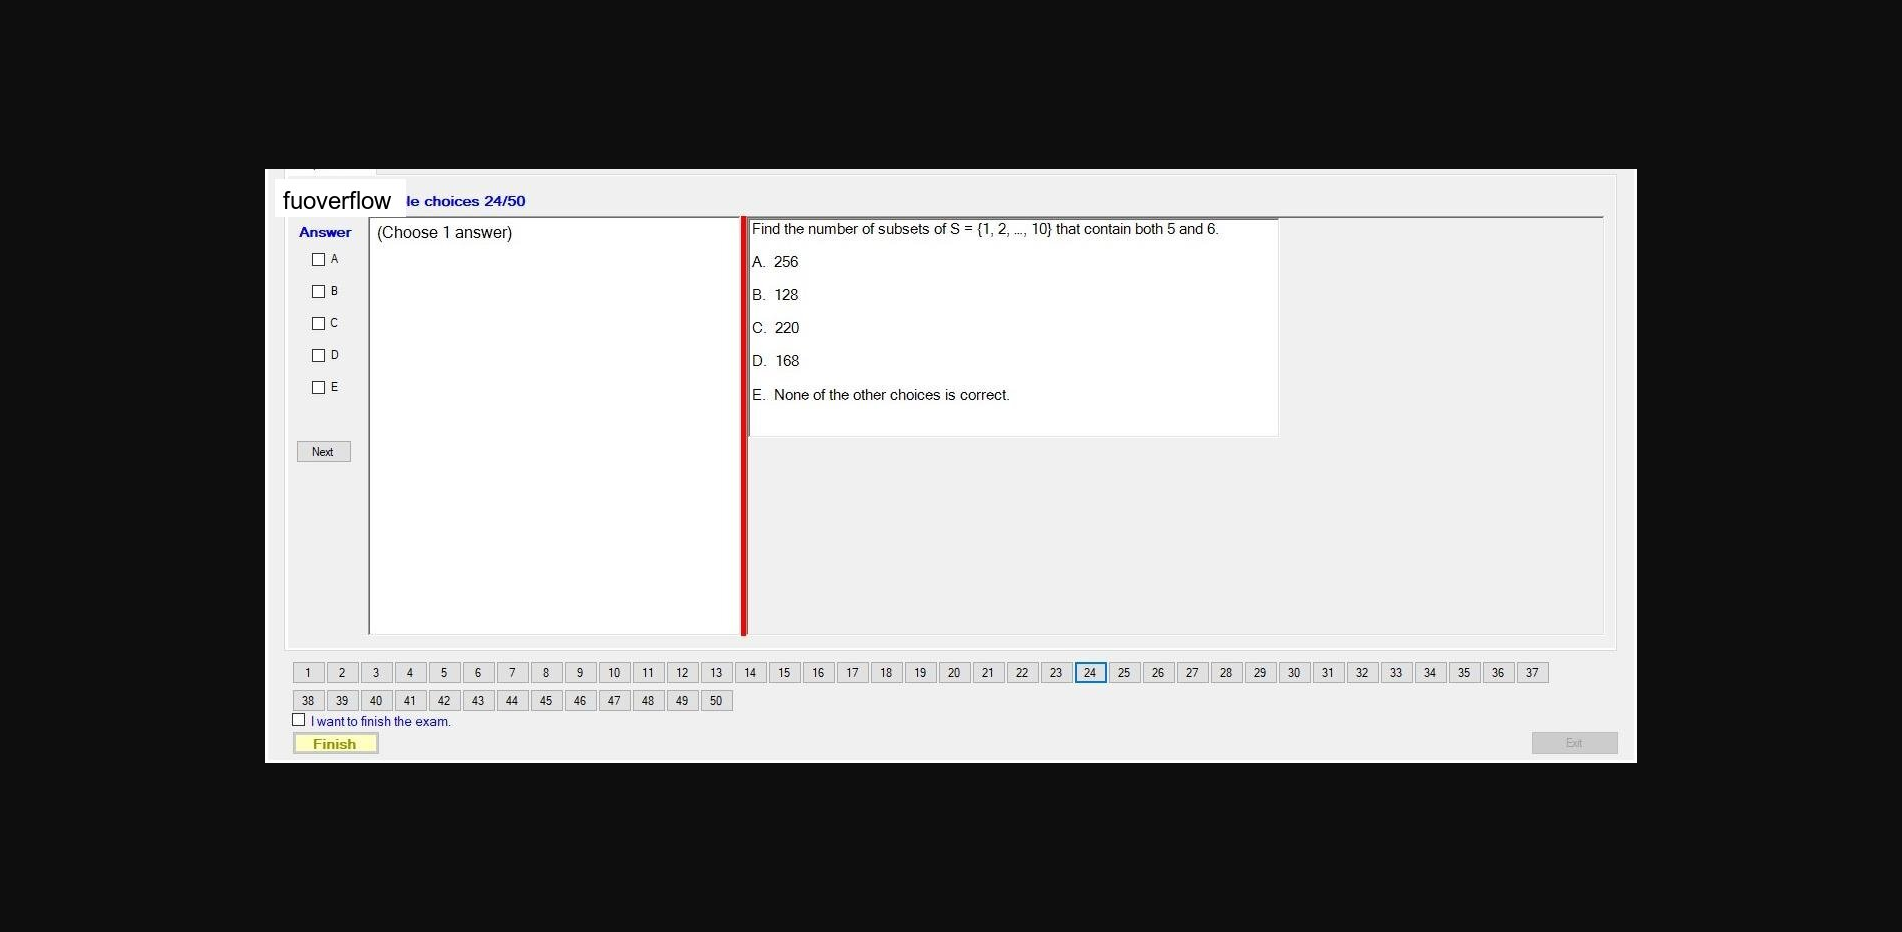 fuoverflow le choices 24/50
Answer
(Choose 1 answer)
A
B
C
D
E
Next
Find the number of subsets of S = {1, 2, ..., 10} that contain both 5 and 6.
A. 256
B. 128
C. 220
D. 168
E. None of the other choices is correct.
1 2 3 4 5 6 7 8 9 10 11 12 13 14 15 16 17 18 19 20 21 22 23 24 25 26 27 28 29 30 31 32 33 34 35 36 37
38 39 40 41 42 43 44 45 46 47 48 49 50
I want to finish the exam.
Finish
Exit